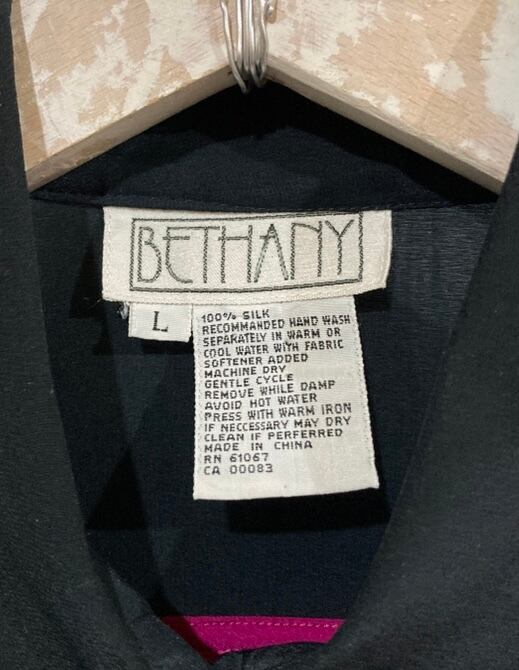 BETHANY
L
100% SILK
RECOMMANDED HAND WASH
SEPARATELY IN WARM OR
COOL WATER WITH FABRIC
SOFTENER ADDED
MACHINE DRY
GENTLE CYCLE
REMOVE WHILE DAMP
AVOID HOT WATER
PRESS WITH WARM IRON
IF NECCESSARY MAY DRY
CLEAN IF PERFERRED
MADE IN CHINA
RN 61067
CA 00083